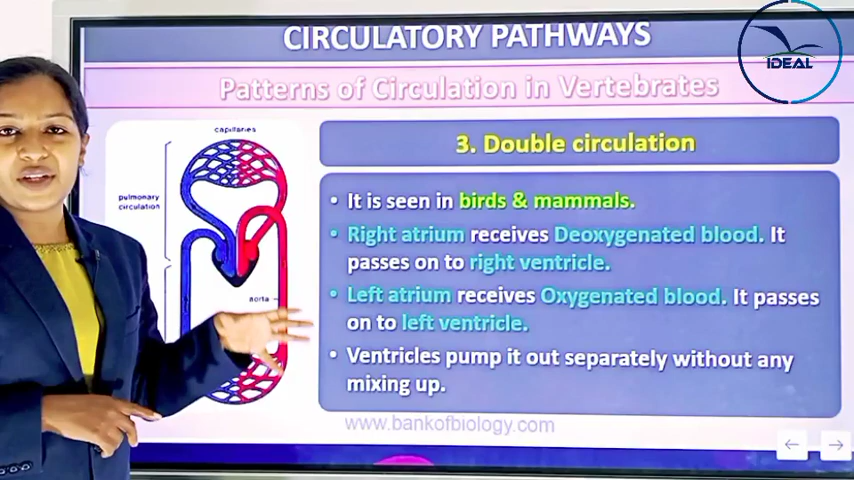 CIRCULATORY PATHWAYS
IDEAL
Patterns of Circulation in Vertebrates
capillaries
pulmonary
circulation
aorta
3. Double circulation
• It is seen in birds & mammals.
• Right atrium receives Deoxygenated blood. It
passes on to right ventricle.
• Left atrium receives Oxygenated blood. It passes
on to left ventricle.
• Ventricles pump it out separately without any
mixing up.
www.bankofbiology.com